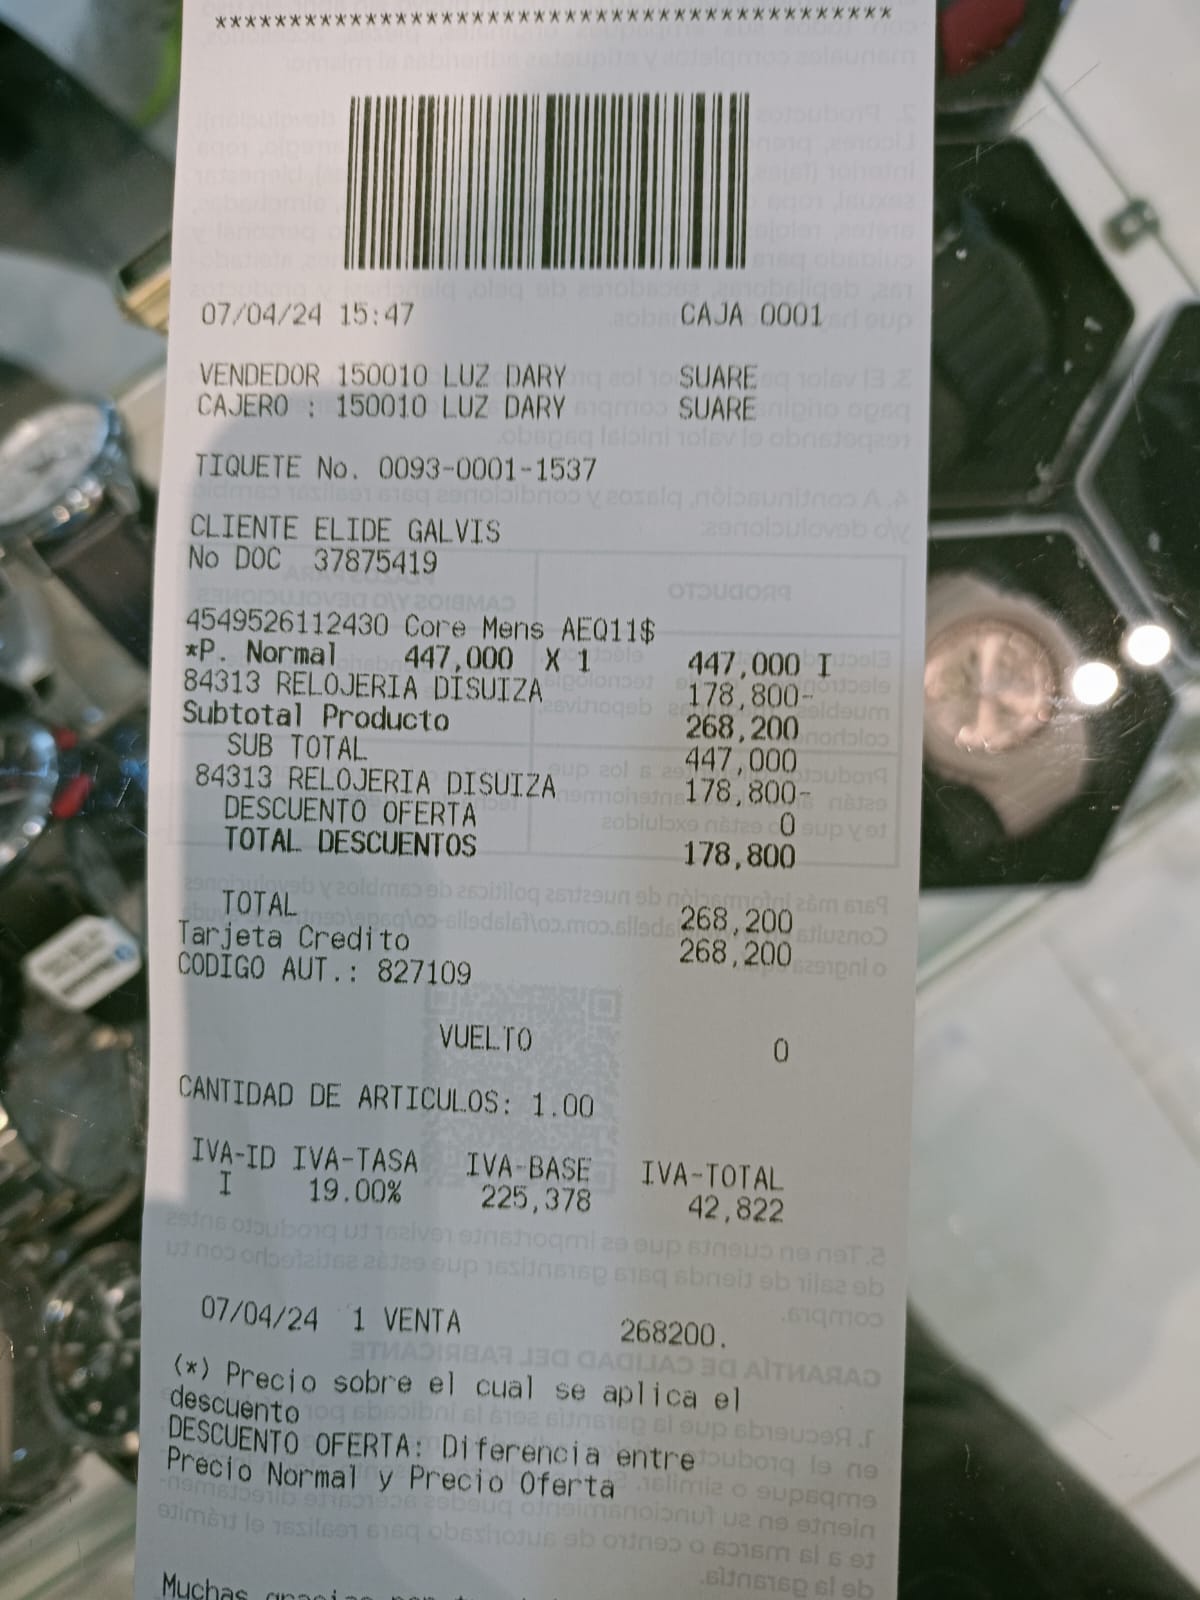 ******************************************
07/04/24 15:47 CAJA 0001
VENDEDOR 150010 LUZ DARY SUARE
CAJERO : 150010 LUZ DARY SUARE
TIQUETE No. 0093-0001-1537
CLIENTE ELIDE GALVIS
No DOC 37875419
4549526112430 Core Mens AEQ11$
*P. Normal 447,000 X 1 447,000 I
84313 RELOJERIA DISUIZA 178,800-
Subtotal Producto 268,200
SUB TOTAL 447,000
84313 RELOJERIA DISUIZA 178,800-
DESCUENTO OFERTA 0
TOTAL DESCUENTOS 178,800
TOTAL 268,200
Tarjeta Credito 268,200
CODIGO AUT.: 827109
VUELTO 0
CANTIDAD DE ARTICULOS: 1.00
IVA-ID IVA-TASA IVA-BASE IVA-TOTAL
I 19.00% 225,378 42,822
07/04/24 1 VENTA 268200.
(*) Precio sobre el cual se aplica el
descuento
DESCUENTO OFERTA: Diferencia entre
Precio Normal y Precio Oferta
Muchas gracias por